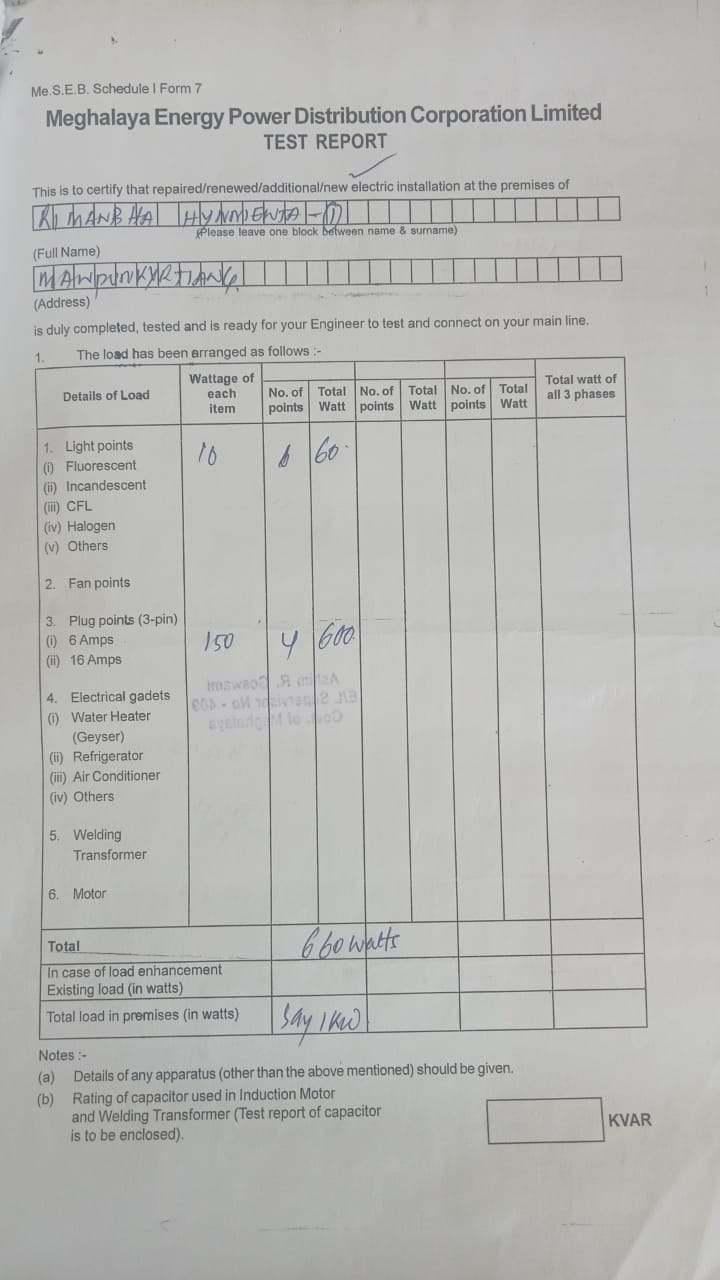 Me.S.E.B. Schedule I Form 7
Meghalaya Energy Power Distribution Corporation Limited
TEST REPORT
This is to certify that repaired/renewed/additional/new electric installation at the premises of
RIMANBHA HYNNIEWTA-(1)
(Please leave one block between name & surname)
(Full Name)
MAWPUNKYRTIANG
(Address)
is duly completed, tested and is ready for your Engineer to test and connect on your main line.
1. The load has been arranged as follows :-
Details of Load | Wattage of each item | No. of points | Total Watt | No. of points | Total Watt | No. of points | Total Watt | Total watt of all 3 phases
1. Light points 10 6 60
(i) Fluorescent
(ii) Incandescent
(iii) CFL
(iv) Halogen
(v) Others
2. Fan points
3. Plug points (3-pin)
(i) 6 Amps 150 4 600
(ii) 16 Amps
4. Electrical gadets
(i) Water Heater
(Geyser)
(ii) Refrigerator
(iii) Air Conditioner
(iv) Others
5. Welding
Transformer
6. Motor
Total 660 watts
In case of load enhancement
Existing load (in watts)
Total load in premises (in watts) Say 1 KW
Notes :-
(a) Details of any apparatus (other than the above mentioned) should be given.
(b) Rating of capacitor used in Induction Motor
and Welding Transformer (Test report of capacitor
is to be enclosed).
KVAR